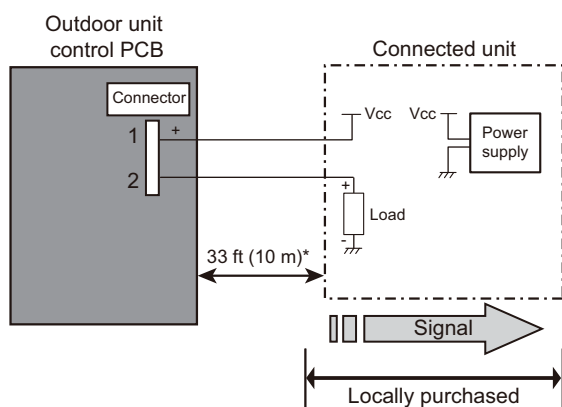 Outdoor unit
control PCB
Connected unit
Connector
1
+
2
Vcc
Vcc
Power
supply
+
Load
-
33 ft (10 m)*
Signal
Locally purchased